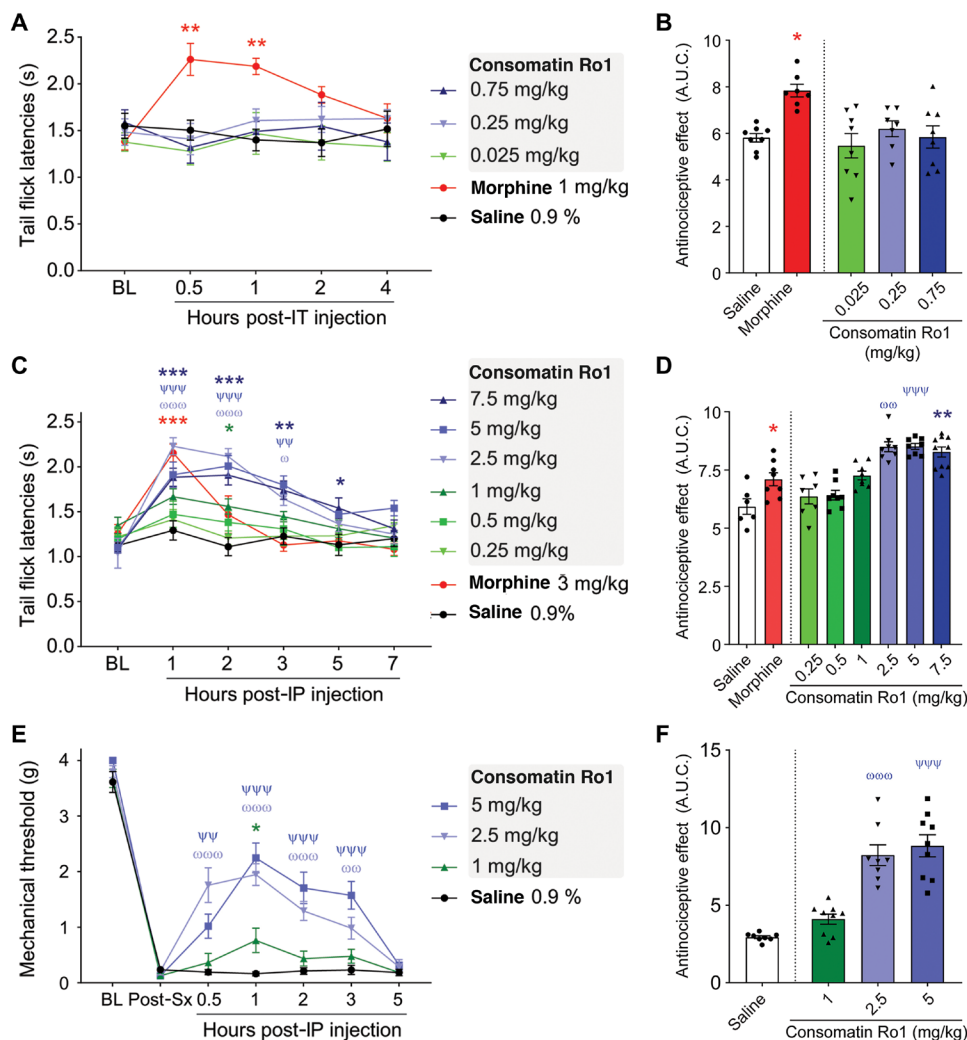 A
Tail flick latencies (s)
2.5
2.0
1.5
1.0
0.5
0.0
** **
BL 0.5 1 2 4
Hours post-IT injection
Consomatin Ro1
0.75 mg/kg
0.25 mg/kg
0.025 mg/kg
Morphine 1 mg/kg
Saline 0.9 %
B
Antinociceptive effect (A.U.C.)
10
8
6
4
2
0
*
Saline
Morphine
0.025
0.25
0.75
Consomatin Ro1
(mg/kg)
C
Tail flick latencies (s)
2.5
2.0
1.5
1.0
0.5
0.0
*** ***
ψψψ ψψψ ** 
ωωω ωωω ψψ
*** * ω *
BL 1 2 3 5 7
Hours post-IP injection
Consomatin Ro1
7.5 mg/kg
5 mg/kg
2.5 mg/kg
1 mg/kg
0.5 mg/kg
0.25 mg/kg
Morphine 3 mg/kg
Saline 0.9%
D
Antinociceptive effect (A.U.C.)
10
7.5
5
2.5
0
* ωω ψψψ **
Saline
Morphine
0.25
0.5
1
2.5
5
7.5
Consomatin Ro1 (mg/kg)
E
Mechanical threshold (g)
4
3
2
1
0
ψψ ψψψ ψψψ ψψψ
ωωω ωωω ωωω ωω
*
BL Post-Sx 0.5 1 2 3 5
Hours post-IP injection
Consomatin Ro1
5 mg/kg
2.5 mg/kg
1 mg/kg
Saline 0.9 %
F
Antinociceptive effect (A.U.C.)
15
10
5
0
ωωω ψψψ
Saline
1
2.5
5
Consomatin Ro1 (mg/kg)